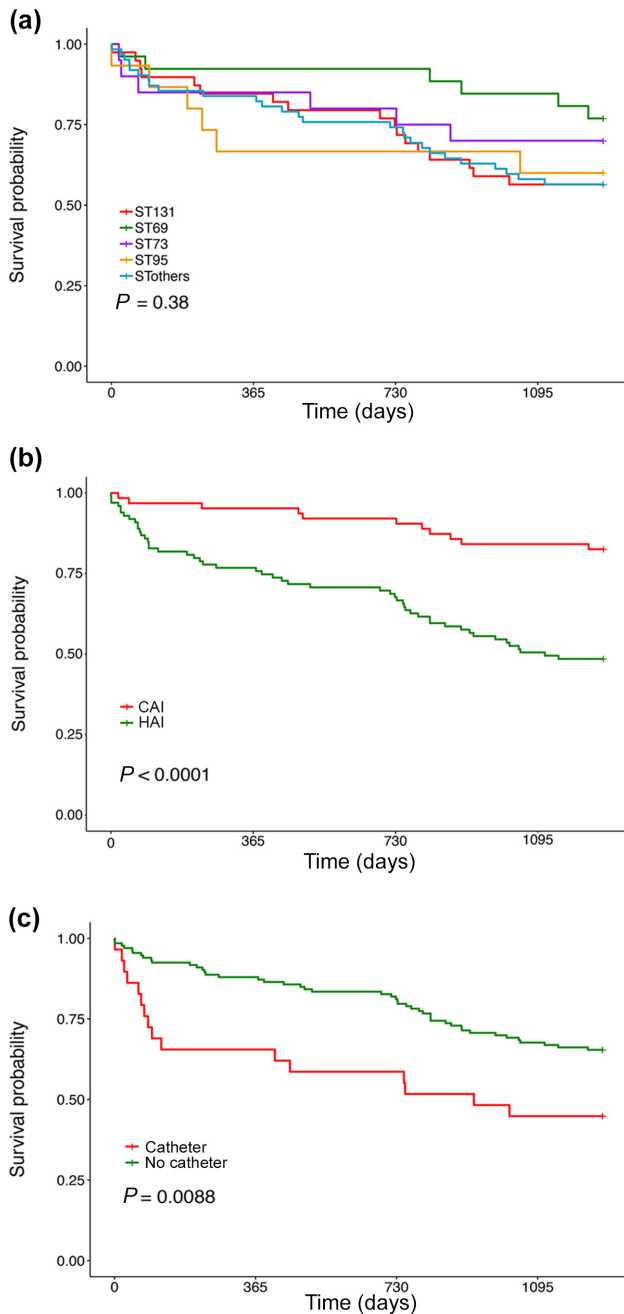 (a)
Survival probability
1.00
0.75
0.50
0.25
0.00
ST131
ST69
ST73
ST95
STothers
P = 0.38
0 365 730 1095
Time (days)
(b)
Survival probability
1.00
0.75
0.50
0.25
0.00
CAI
HAI
P < 0.0001
0 365 730 1095
Time (days)
(c)
Survival probability
1.00
0.75
0.50
0.25
0.00
Catheter
No catheter
P = 0.0088
0 365 730 1095
Time (days)